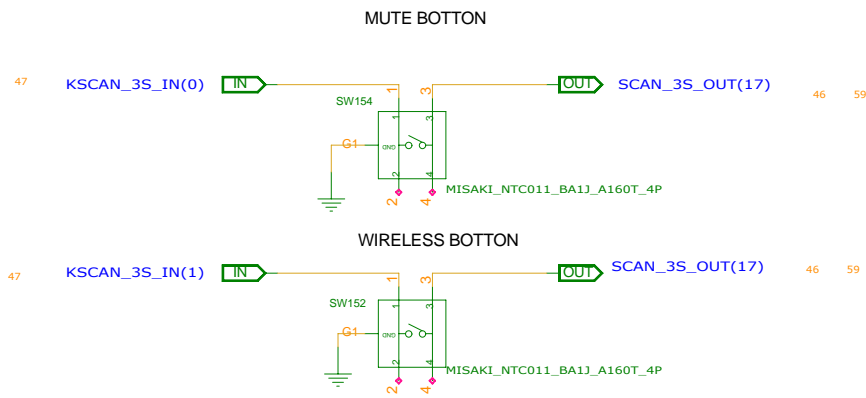 MUTE BOTTON
47 KSCAN_3S_IN(0) IN 1 3 OUT SCAN_3S_OUT(17) 46 59
SW154
1 3
G1 GND
2 4
MISAKI_NTC011_BA1J_A160T_4P
2 4
WIRELESS BOTTON
47 KSCAN_3S_IN(1) IN 1 3 OUT SCAN_3S_OUT(17) 46 59
SW152
1 3
G1 GND
2 4
MISAKI_NTC011_BA1J_A160T_4P
2 4